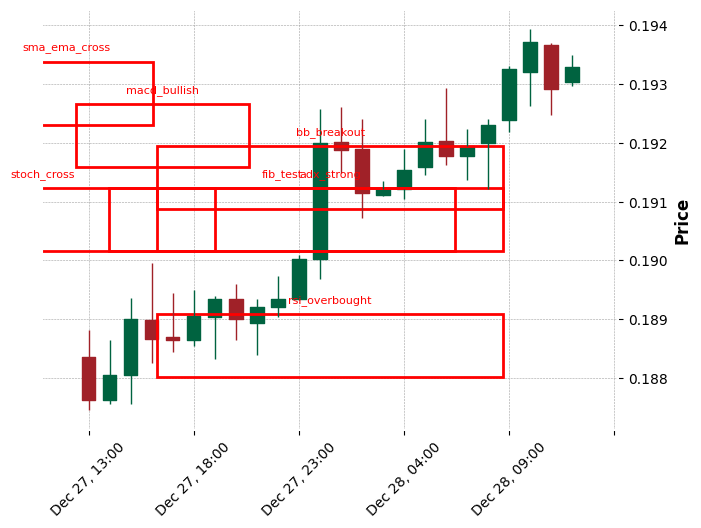 sma_ema_cross
macd_bullish
bb_breakout
stoch_cross
fib_test
adx_strong
rsi_overbought
0.194
0.193
0.192
0.191
0.190
0.189
0.188
Price
Dec 27, 13:00
Dec 27, 18:00
Dec 27, 23:00
Dec 28, 04:00
Dec 28, 09:00